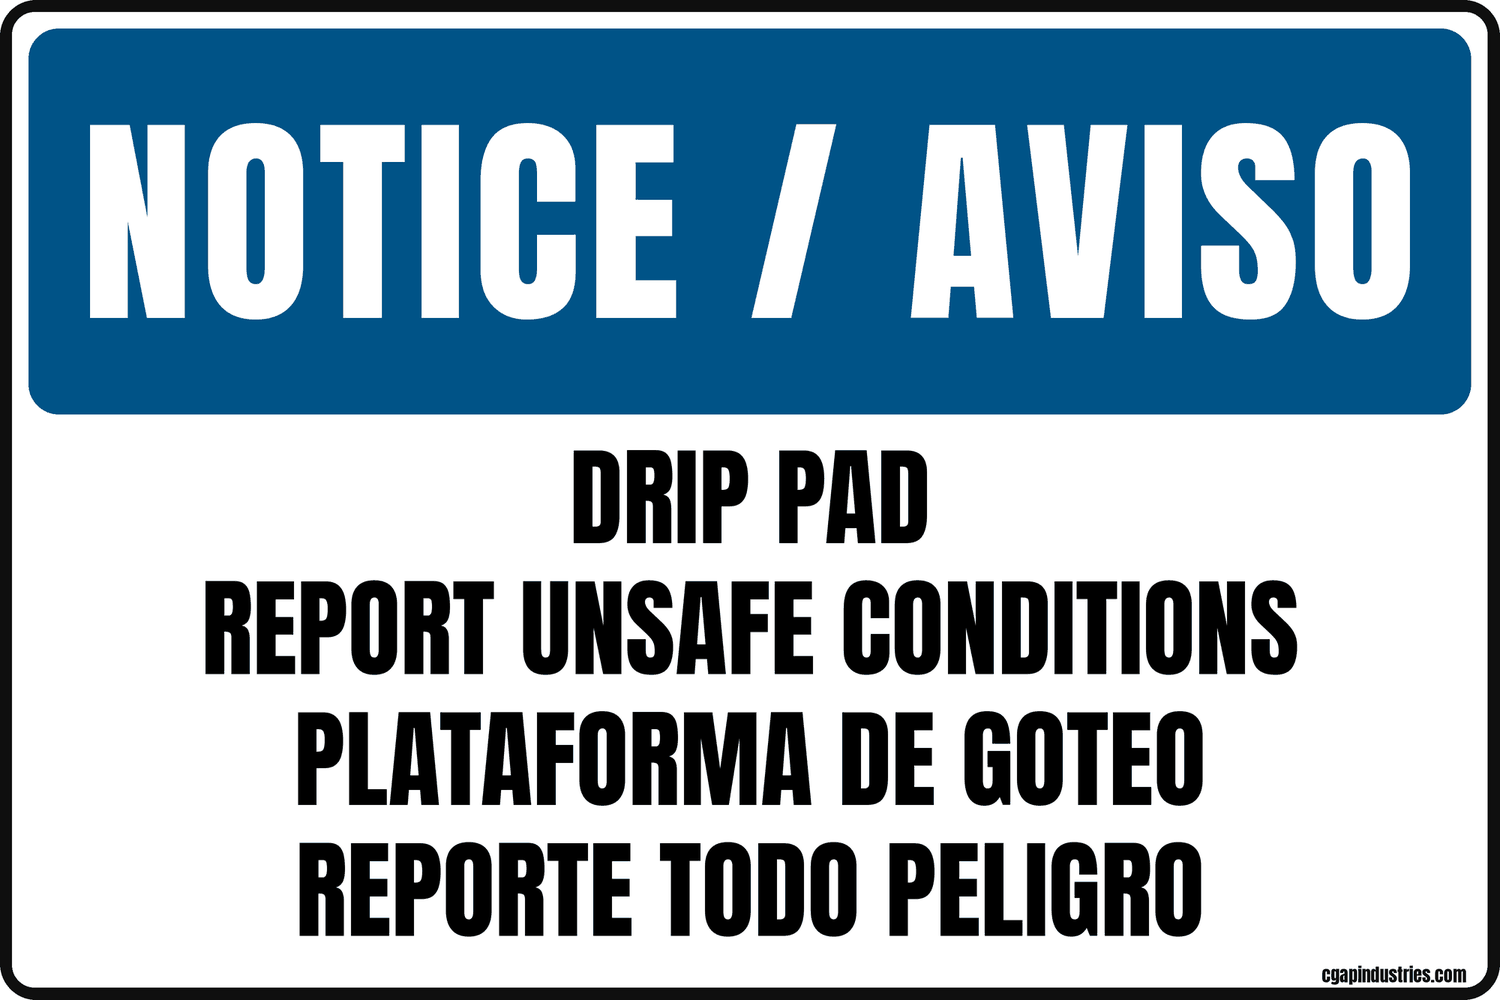 NOTICE / AVISO
DRIP PAD
REPORT UNSAFE CONDITIONS
PLATAFORMA DE GOTEO
REPORTE TODO PELIGRO
cgapindustries.com